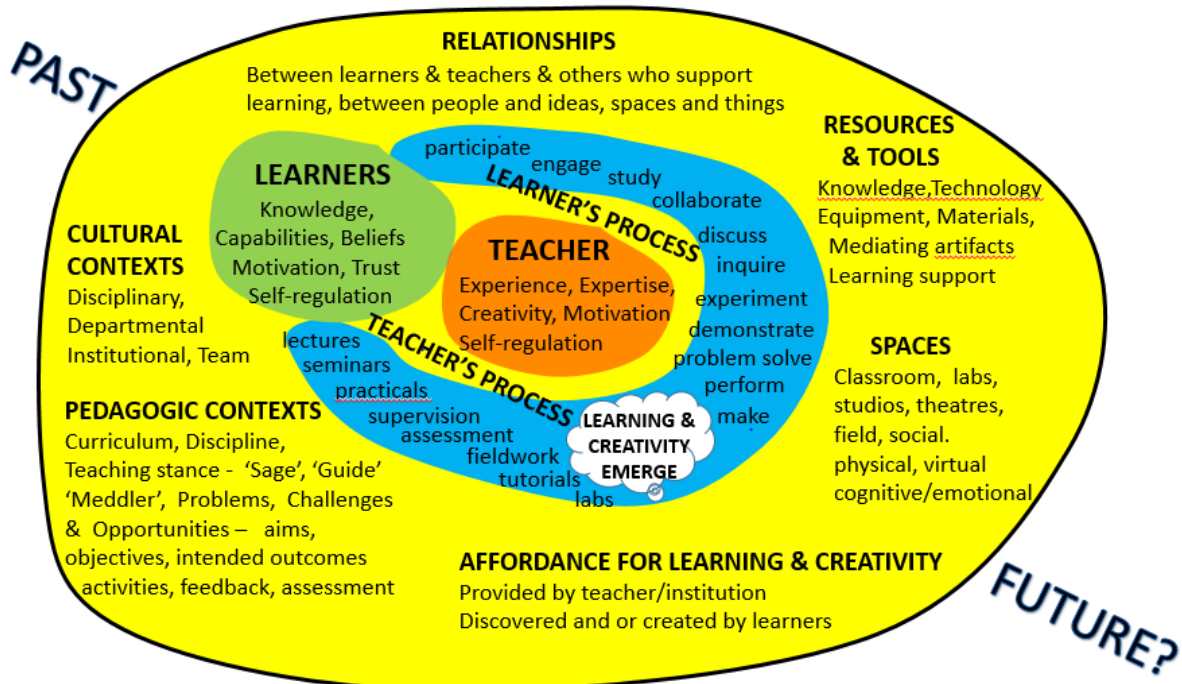 PAST
RELATIONSHIPS
Between learners & teachers & others who support
learning, between people and ideas, spaces and things
RESOURCES
& TOOLS
Knowledge,Technology
Equipment, Materials,
Mediating artifacts
Learning support
LEARNERS
Knowledge,
Capabilities, Beliefs
Motivation, Trust
Self-regulation
participate
engage
study
collaborate
discuss
inquire
experiment
demonstrate
problem solve
perform
make
LEARNER'S PROCESS
TEACHER
Experience, Expertise,
Creativity, Motivation
Self-regulation
TEACHER'S PROCESS
lectures
seminars
practicals
supervision
assessment
fieldwork
tutorials
labs
LEARNING &
CREATIVITY
EMERGE
CULTURAL
CONTEXTS
Disciplinary,
Departmental
Institutional, Team
PEDAGOGIC CONTEXTS
Curriculum, Discipline,
Teaching stance - ‘Sage’, ‘Guide’
‘Meddler’, Problems, Challenges
& Opportunities – aims,
objectives, intended outcomes
activities, feedback, assessment
SPACES
Classroom, labs,
studios, theatres,
field, social.
physical, virtual
cognitive/emotional
AFFORDANCE FOR LEARNING & CREATIVITY
Provided by teacher/institution
Discovered and or created by learners
FUTURE?